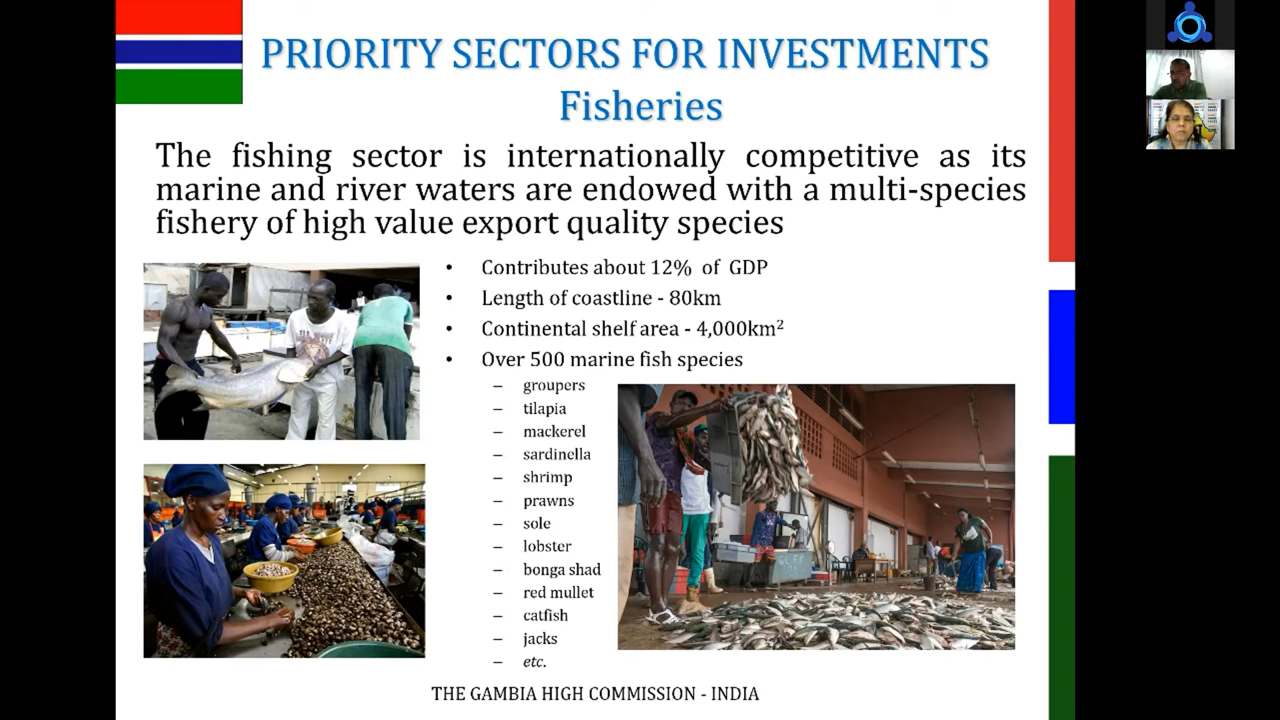 PRIORITY SECTORS FOR INVESTMENTS
Fisheries
The fishing sector is internationally competitive as its
marine and river waters are endowed with a multi-species
fishery of high value export quality species
• Contributes about 12% of GDP
• Length of coastline - 80km
• Continental shelf area - 4,000km²
• Over 500 marine fish species
– groupers
– tilapia
– mackerel
– sardinella
– shrimp
– prawns
– sole
– lobster
– bonga shad
– red mullet
– catfish
– jacks
– etc.
THE GAMBIA HIGH COMMISSION - INDIA